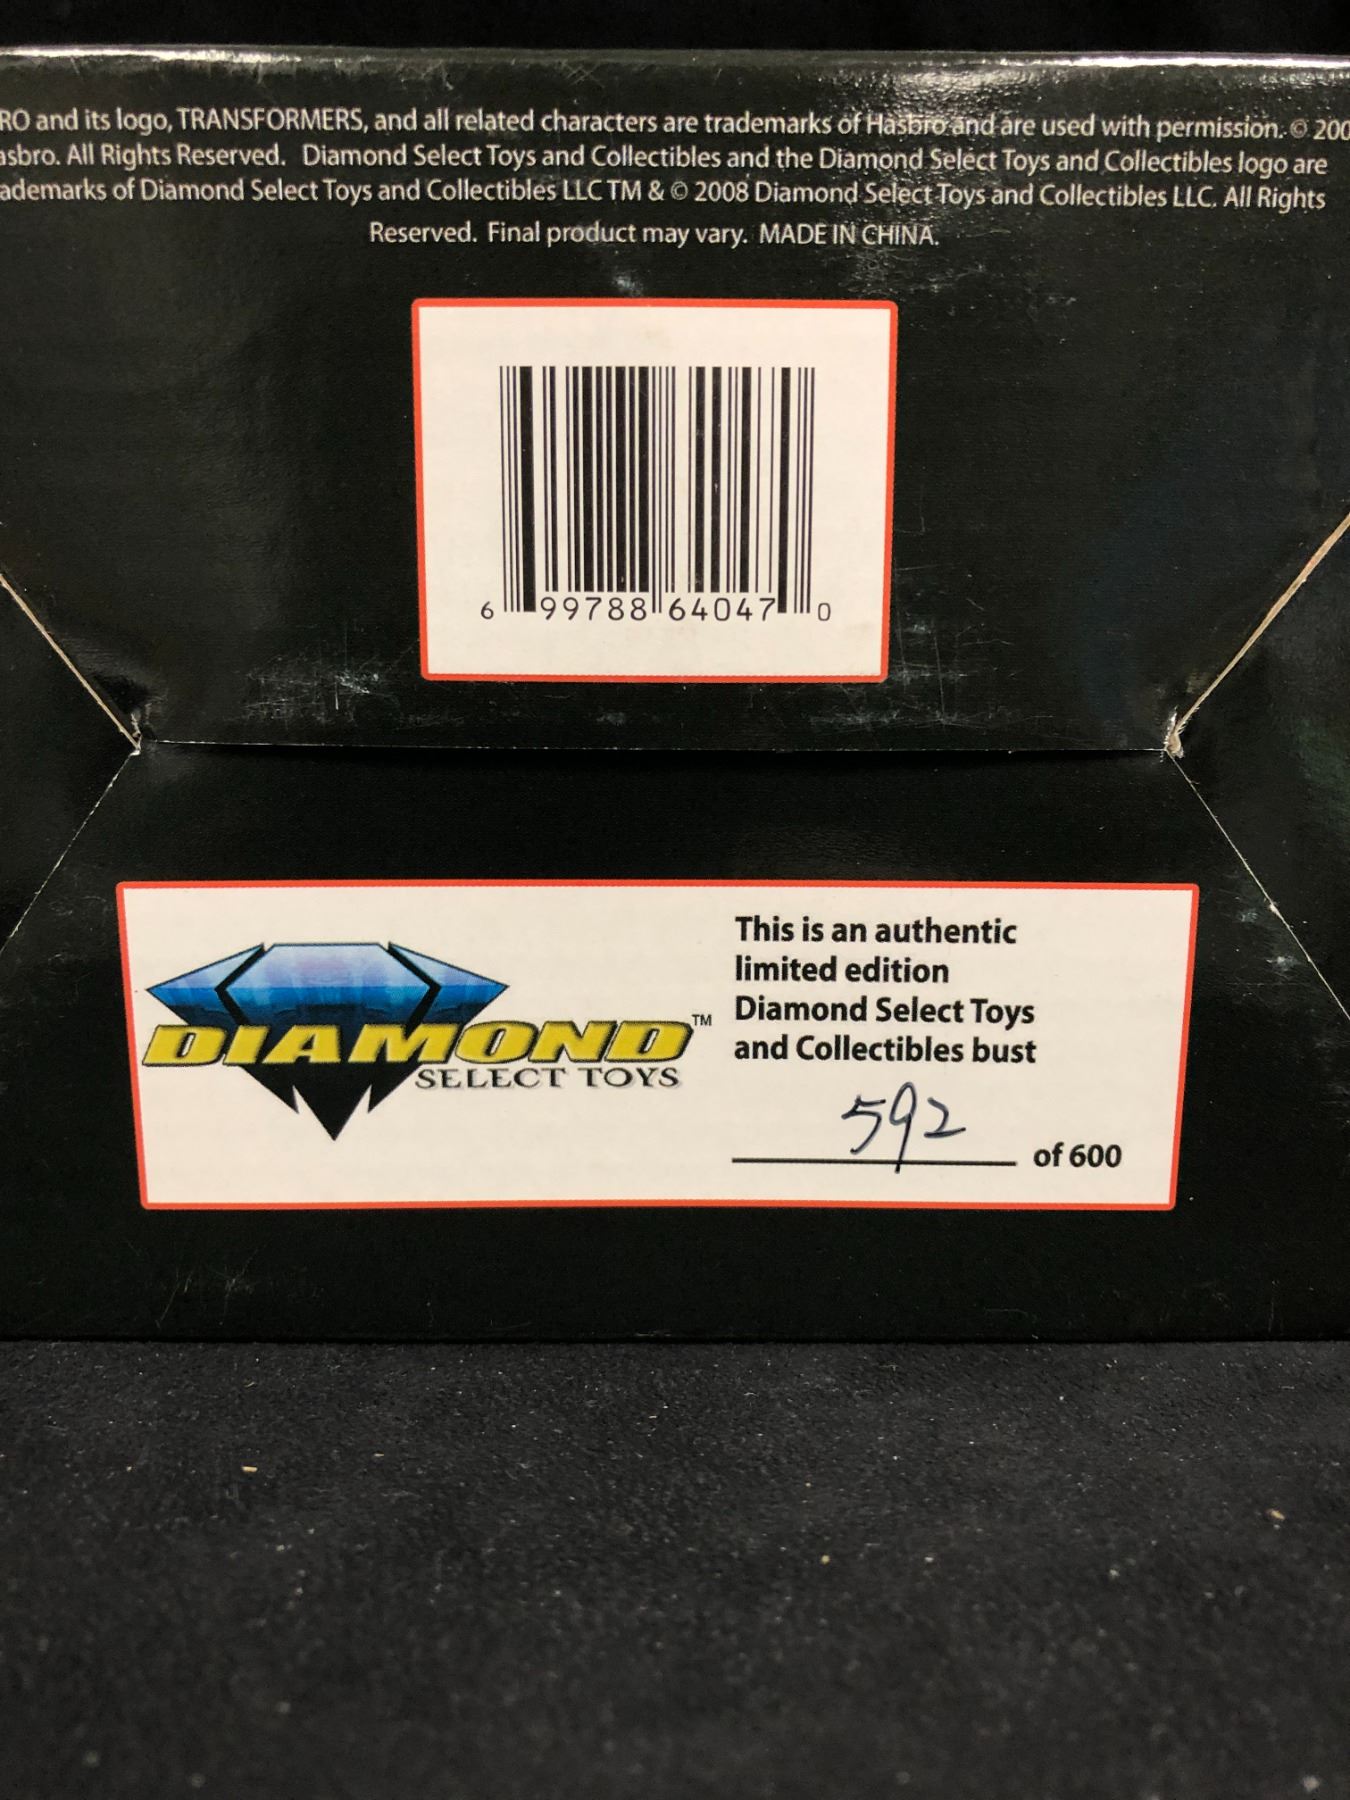 RO and its logo, TRANSFORMERS, and all related characters are trademarks of Hasbro and are used with permission. © 200
asbro. All Rights Reserved. Diamond Select Toys and Collectibles and the Diamond Select Toys and Collectibles logo are
ademarks of Diamond Select Toys and Collectibles LLC TM & © 2008 Diamond Select Toys and Collectibles LLC. All Rights
Reserved. Final product may vary. MADE IN CHINA.
6 99788 64047 0
DIAMOND™
SELECT TOYS
This is an authentic
limited edition
Diamond Select Toys
and Collectibles bust
592 of 600